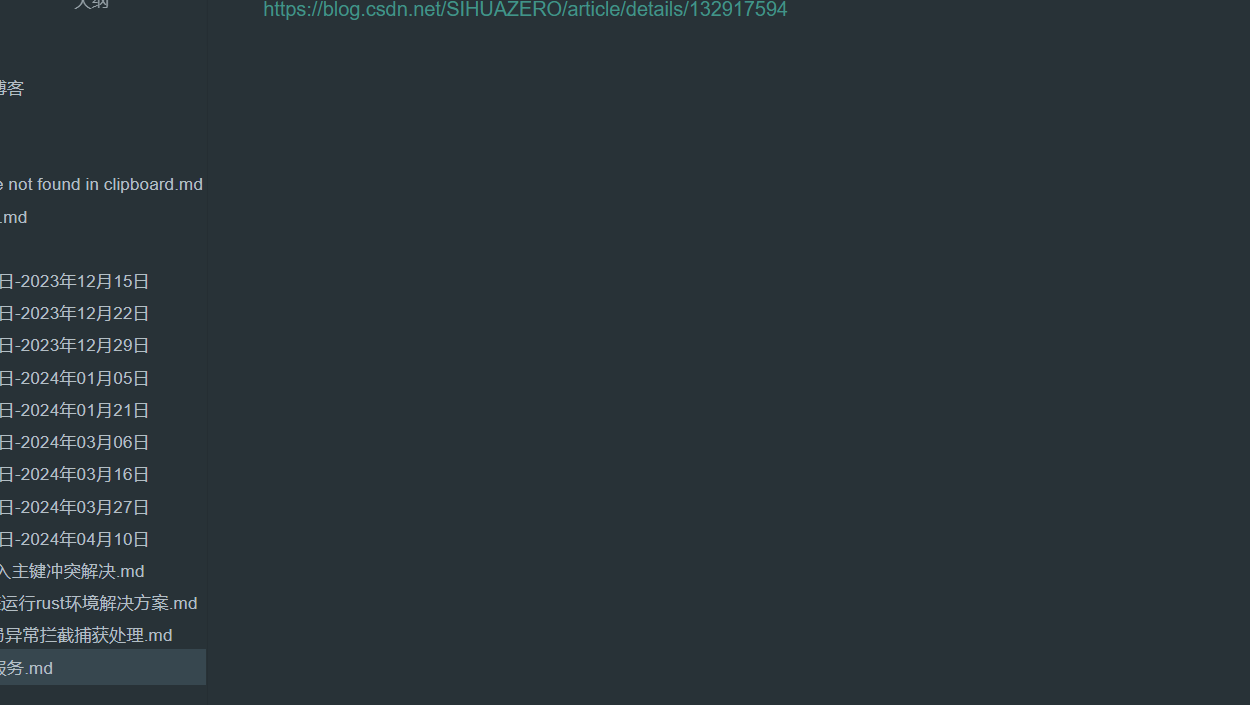 大纲
https://blog.csdn.net/SIHUAZERO/article/details/132917594
博客
e not found in clipboard.md
.md
日-2023年12月15日
日-2023年12月22日
日-2023年12月29日
日-2024年01月05日
日-2024年01月21日
日-2024年03月06日
日-2024年03月16日
日-2024年03月27日
日-2024年04月10日
入主键冲突解决.md
运行rust环境解决方案.md
局异常拦截捕获处理.md
服务.md